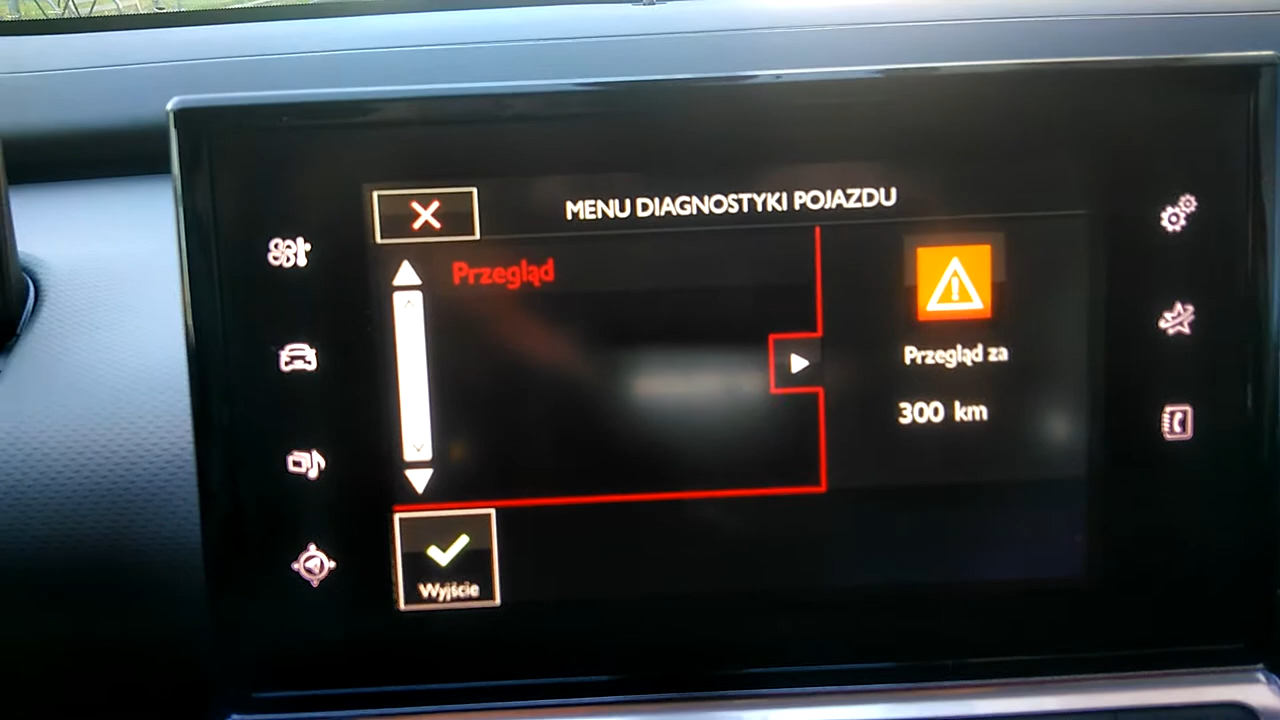 MENU DIAGNOSTYKI POJAZDU
Przegląd
Przegląd za
300 km
Wyjście